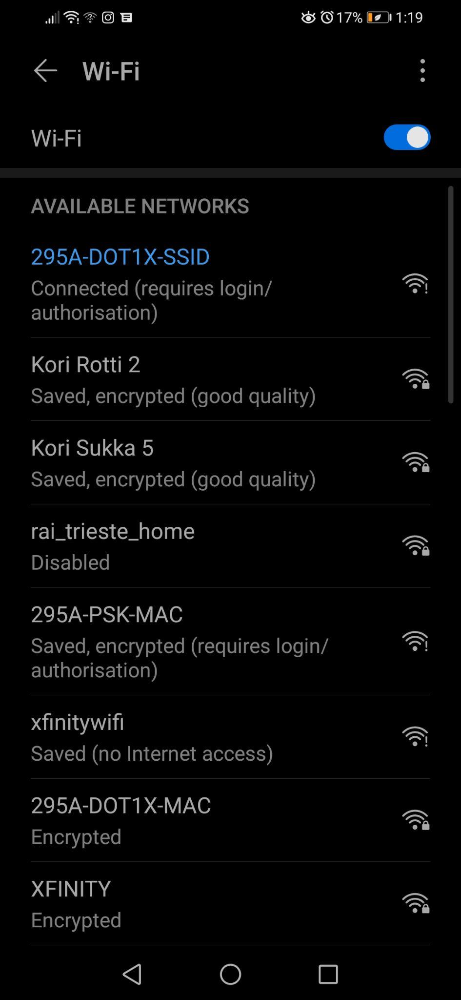 17% 1:19
Wi-Fi
Wi-Fi
AVAILABLE NETWORKS
295A-DOT1X-SSID
Connected (requires login/
authorisation)
Kori Rotti 2
Saved, encrypted (good quality)
Kori Sukka 5
Saved, encrypted (good quality)
rai_trieste_home
Disabled
295A-PSK-MAC
Saved, encrypted (requires login/
authorisation)
xfinitywifi
Saved (no Internet access)
295A-DOT1X-MAC
Encrypted
XFINITY
Encrypted